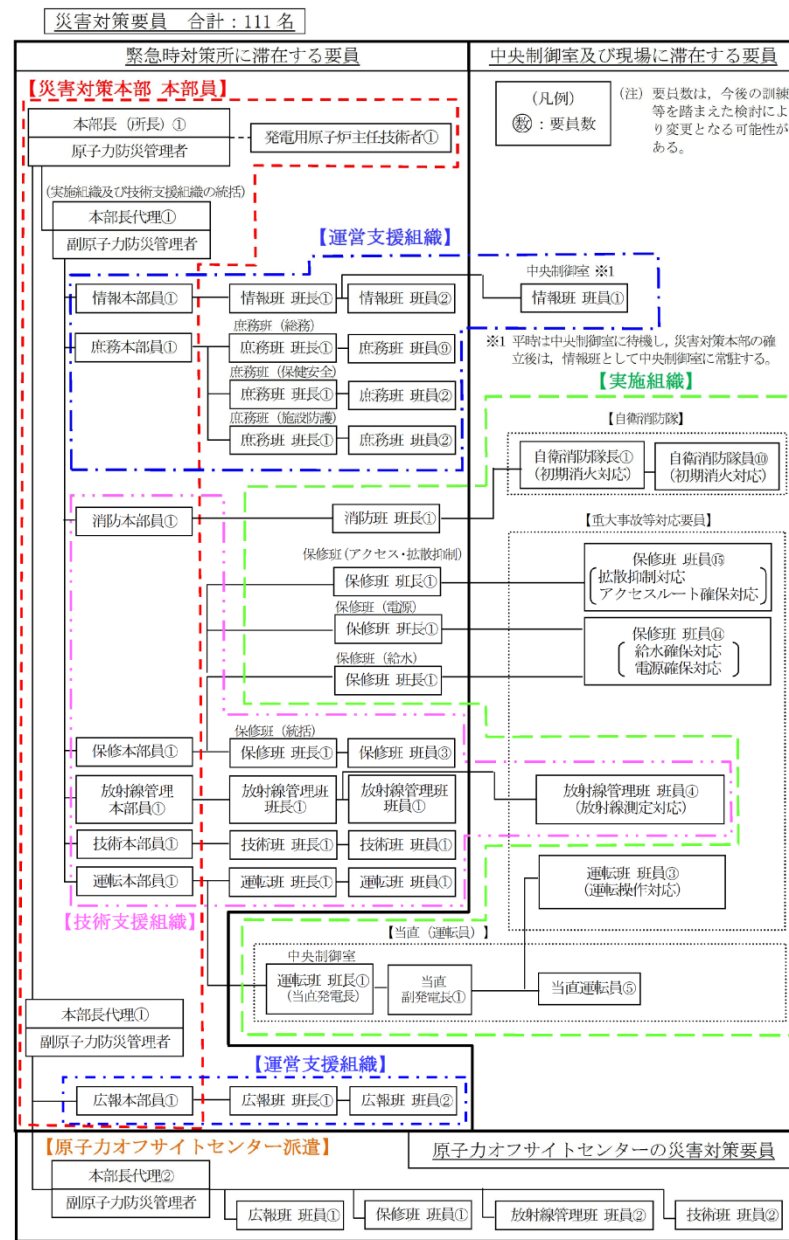 災害対策要員 合計：111 名
緊急時対策所に滞在する要員
中央制御室及び現場に滞在する要員
【災害対策本部 本部員】
本部長（所長）①
原子力防災管理者
発電用原子炉主任技術者①
(凡例)
㊩：要員数
(注) 要員数は，今後の訓練
等を踏まえた検討によ
り変更となる可能性が
ある。
(実施組織及び技術支援組織の統括)
本部長代理①
副原子力防災管理者
【運営支援組織】
情報本部員①
情報班 班長①
情報班 班員②
中央制御室 ※1
情報班 班員①
※1 平時は中央制御室に待機し，災害対策本部の確
立後は，情報班として中央制御室に常駐する。
庶務本部員①
庶務班（総務）
庶務班 班長①
庶務班 班員⑨
庶務班（保健安全）
庶務班 班長①
庶務班 班員②
庶務班（施設防護）
庶務班 班長①
庶務班 班員②
【実施組織】
【自衛消防隊】
自衛消防隊長①
(初期消火対応)
自衛消防隊員⑩
(初期消火対応)
消防本部員①
消防班 班長①
【重大事故等対応要員】
保修班(アクセス・拡散抑制)
保修班 班長①
保修班 班員⑮
拡散抑制対応
アクセスルート確保対応
保修班（電源）
保修班 班長①
保修班 班員⑭
給水確保対応
電源確保対応
保修班（給水）
保修班 班長①
保修班（統括）
保修本部員①
保修班 班長①
保修班 班員③
放射線管理
本部員①
放射線管理班
班長①
放射線管理班
班員①
放射線管理班 班員④
(放射線測定対応)
技術本部員①
技術班 班長①
技術班 班員①
運転本部員①
運転班 班長①
運転班 班員①
運転班 班員③
(運転操作対応)
【技術支援組織】
【当直（運転員）】
中央制御室
運転班 班長①
(当直発電長)
当直
副発電長①
当直運転員⑤
本部長代理①
副原子力防災管理者
【運営支援組織】
広報本部員①
広報班 班長①
広報班 班員②
【原子力オフサイトセンター派遣】
原子力オフサイトセンターの災害対策要員
本部長代理②
副原子力防災管理者
広報班 班員①
保修班 班員①
放射線管理班 班員②
技術班 班員②